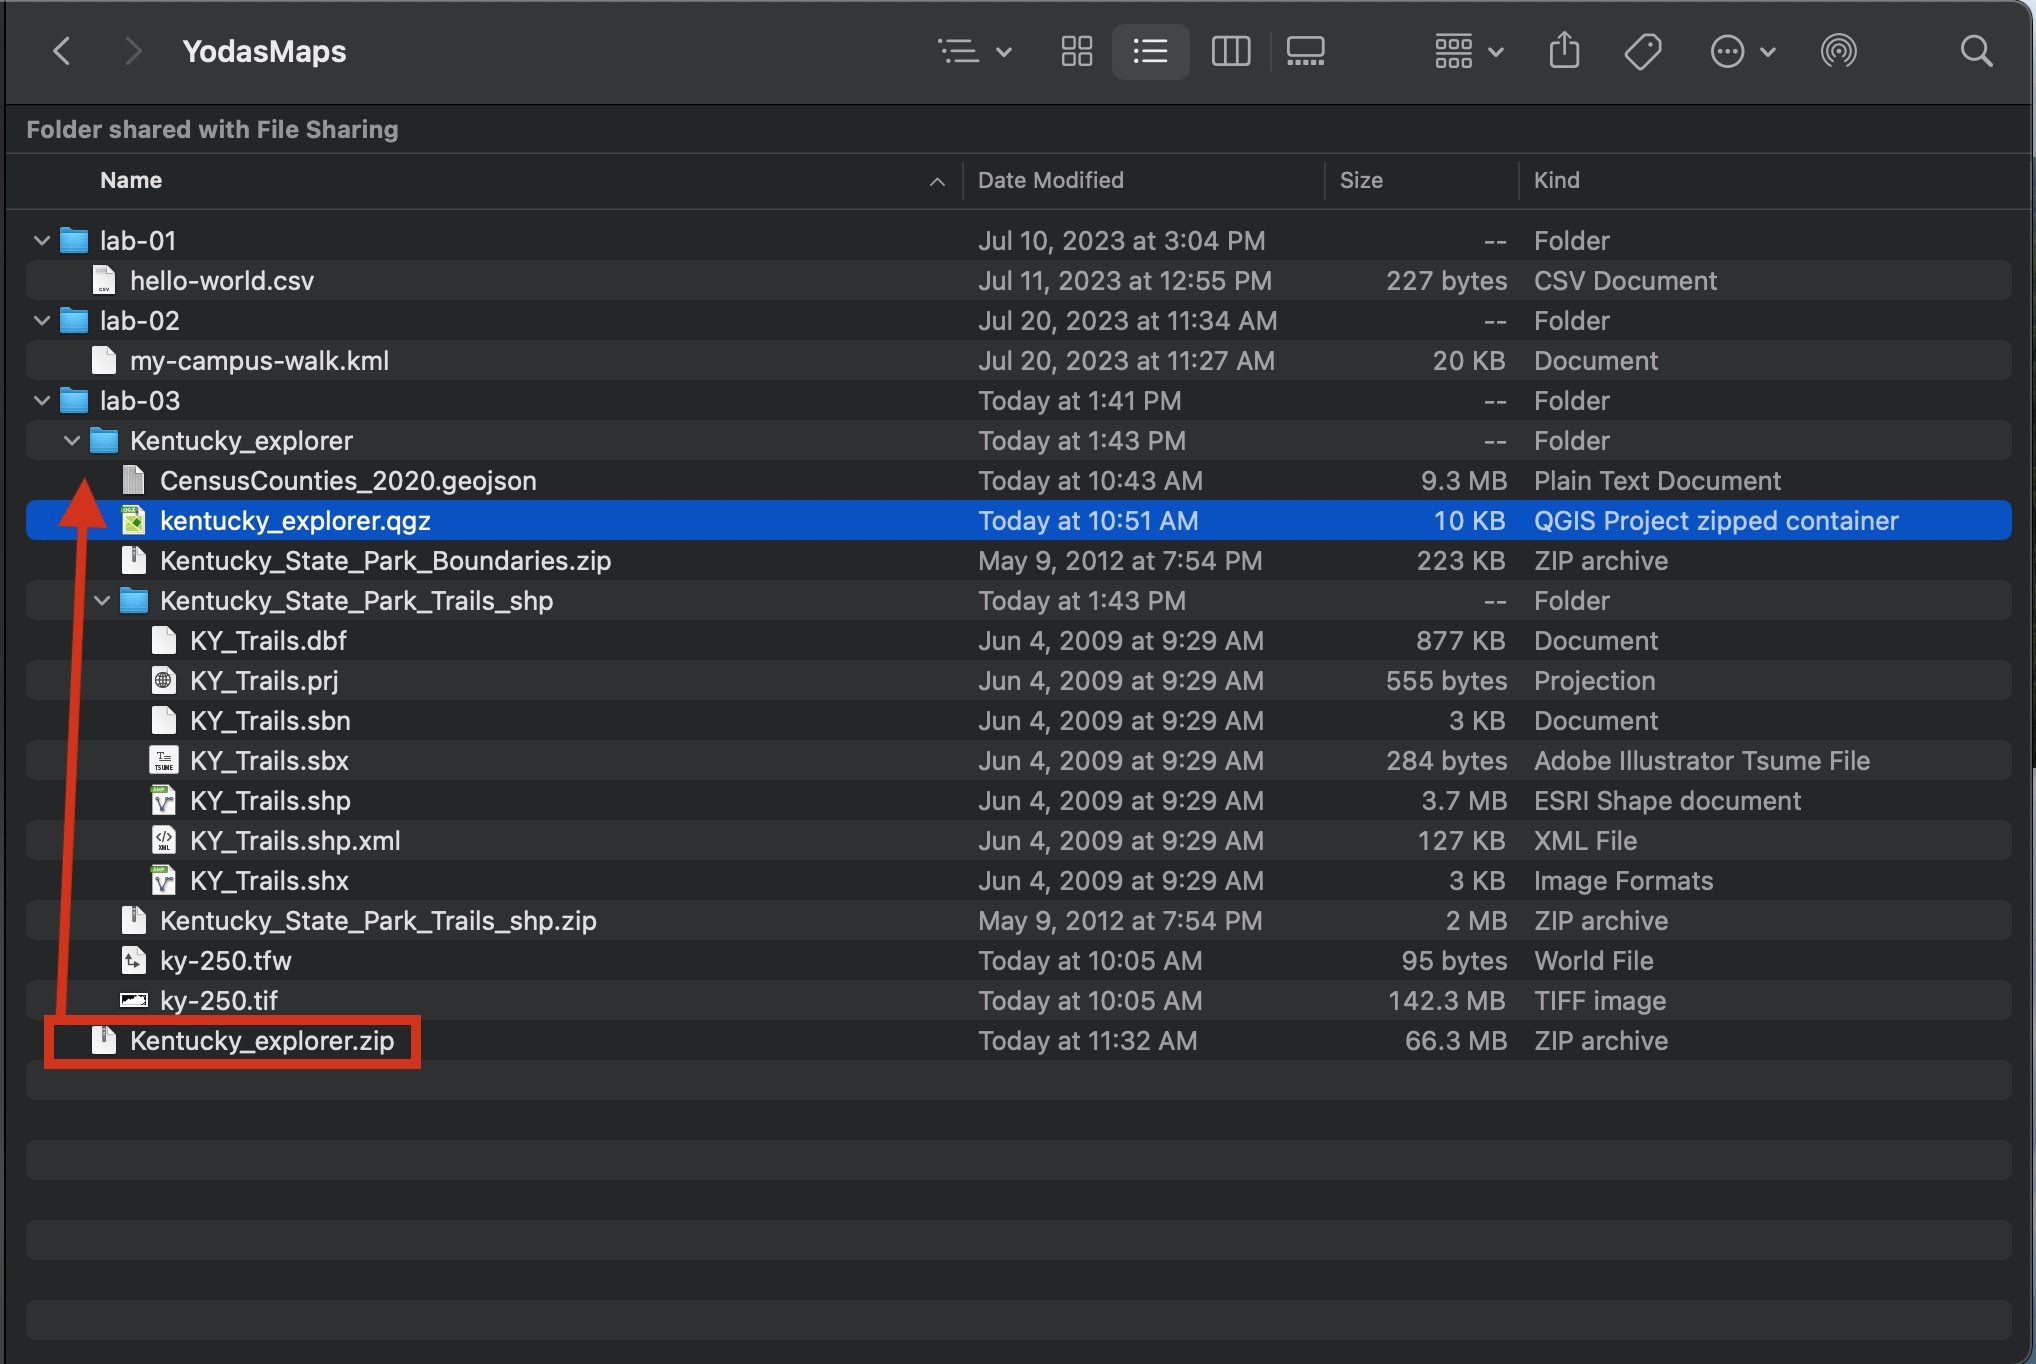 YodasMaps
Folder shared with File Sharing
Name Date Modified Size Kind
lab-01 Jul 10, 2023 at 3:04 PM -- Folder
hello-world.csv Jul 11, 2023 at 12:55 PM 227 bytes CSV Document
lab-02 Jul 20, 2023 at 11:34 AM -- Folder
my-campus-walk.kml Jul 20, 2023 at 11:27 AM 20 KB Document
lab-03 Today at 1:41 PM -- Folder
Kentucky_explorer Today at 1:43 PM -- Folder
CensusCounties_2020.geojson Today at 10:43 AM 9.3 MB Plain Text Document
kentucky_explorer.qgz Today at 10:51 AM 10 KB QGIS Project zipped container
Kentucky_State_Park_Boundaries.zip May 9, 2012 at 7:54 PM 223 KB ZIP archive
Kentucky_State_Park_Trails_shp Today at 1:43 PM -- Folder
KY_Trails.dbf Jun 4, 2009 at 9:29 AM 877 KB Document
KY_Trails.prj Jun 4, 2009 at 9:29 AM 555 bytes Projection
KY_Trails.sbn Jun 4, 2009 at 9:29 AM 3 KB Document
KY_Trails.sbx Jun 4, 2009 at 9:29 AM 284 bytes Adobe Illustrator Tsume File
KY_Trails.shp Jun 4, 2009 at 9:29 AM 3.7 MB ESRI Shape document
KY_Trails.shp.xml Jun 4, 2009 at 9:29 AM 127 KB XML File
KY_Trails.shx Jun 4, 2009 at 9:29 AM 3 KB Image Formats
Kentucky_State_Park_Trails_shp.zip May 9, 2012 at 7:54 PM 2 MB ZIP archive
ky-250.tfw Today at 10:05 AM 95 bytes World File
ky-250.tif Today at 10:05 AM 142.3 MB TIFF image
Kentucky_explorer.zip Today at 11:32 AM 66.3 MB ZIP archive